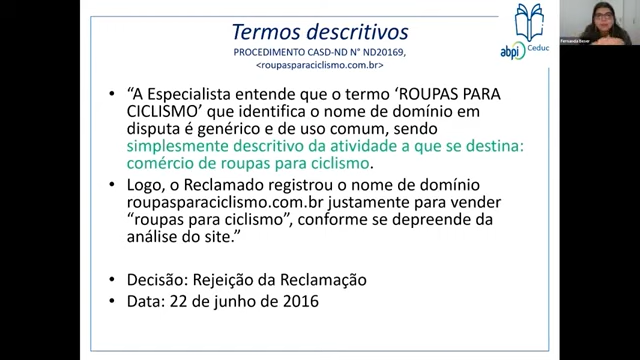 Termos descritivos
PROCEDIMENTO CASD-ND N° ND20169,
<roupasparaciclismo.com.br>
abpi Ceduc
Fernanda Beser
• “A Especialista entende que o termo ‘ROUPAS PARA
CICLISMO’ que identifica o nome de domínio em
disputa é genérico e de uso comum, sendo
simplesmente descritivo da atividade a que se destina:
comércio de roupas para ciclismo.
• Logo, o Reclamado registrou o nome de domínio
roupasparaciclismo.com.br justamente para vender
“roupas para ciclismo”, conforme se depreende da
análise do site.”
• Decisão: Rejeição da Reclamação
• Data: 22 de junho de 2016